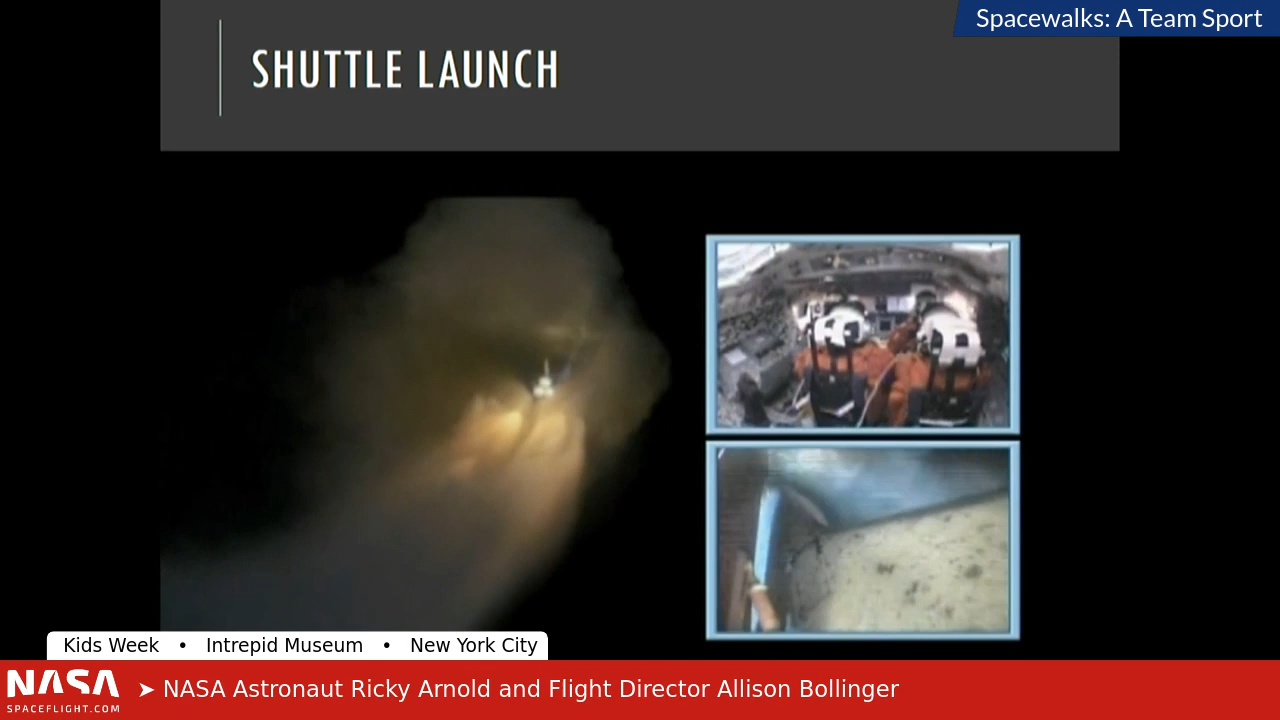 Spacewalks: A Team Sport
SHUTTLE LAUNCH
Kids Week • Intrepid Museum • New York City
NASA
SPACEFLIGHT.COM
➤ NASA Astronaut Ricky Arnold and Flight Director Allison Bollinger